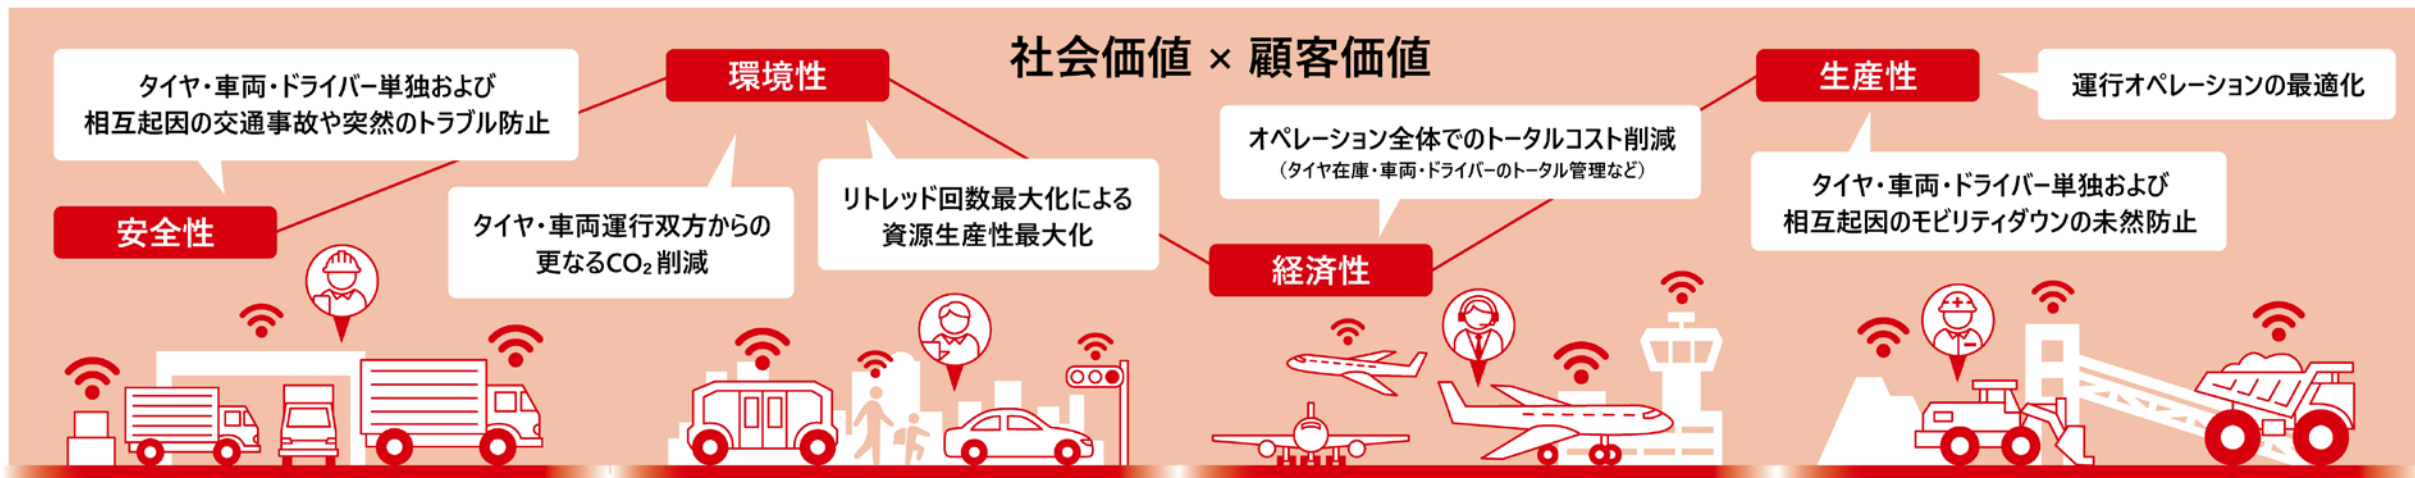 社会価値 × 顧客価値
タイヤ・車両・ドライバー単独および
相互起因の交通事故や突然のトラブル防止
安全性
環境性
タイヤ・車両運行双方からの
更なるCO₂削減
リトレッド回数最大化による
資源生産性最大化
オペレーション全体でのトータルコスト削減
（タイヤ在庫・車両・ドライバーのトータル管理など）
経済性
生産性
運行オペレーションの最適化
タイヤ・車両・ドライバー単独および
相互起因のモビリティダウンの未然防止